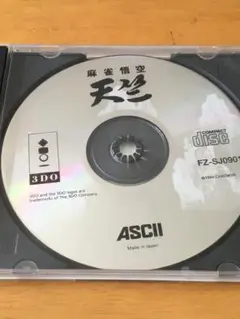 麻雀悟空
天竺
3DO
COMPACT
disc
FZ-SJ0901
3DO and the 3DO logos are
trademarks of The 3DO Company.
ASCII
Made in Japan